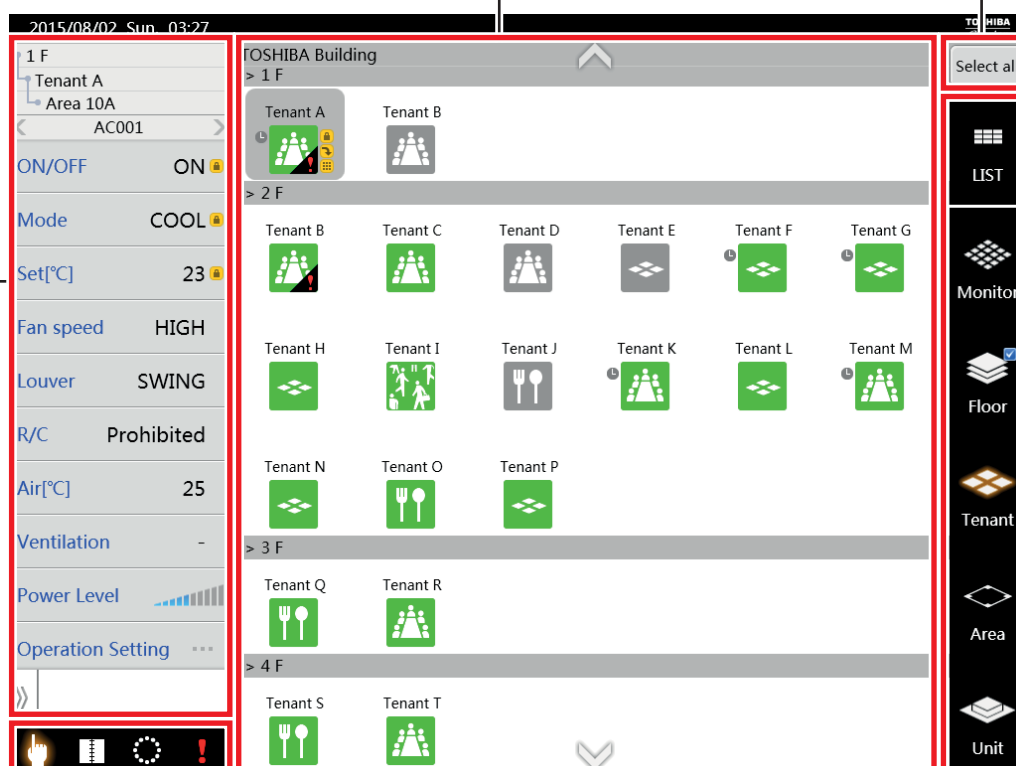 2015/08/02 Sun. 03:27
TOSHIBA
1 F
Tenant A
Area 10A
AC001
ON/OFF ON
Mode COOL
Set[℃] 23
Fan speed HIGH
Louver SWING
R/C Prohibited
Air[℃] 25
Ventilation -
Power Level
Operation Setting ...
TOSHIBA Building
> 1 F
Tenant A Tenant B
> 2 F
Tenant B Tenant C Tenant D Tenant E Tenant F Tenant G
Tenant H Tenant I Tenant J Tenant K Tenant L Tenant M
Tenant N Tenant O Tenant P
> 3 F
Tenant Q Tenant R
> 4 F
Tenant S Tenant T
Select al
LIST
Monitor
Floor
Tenant
Area
Unit